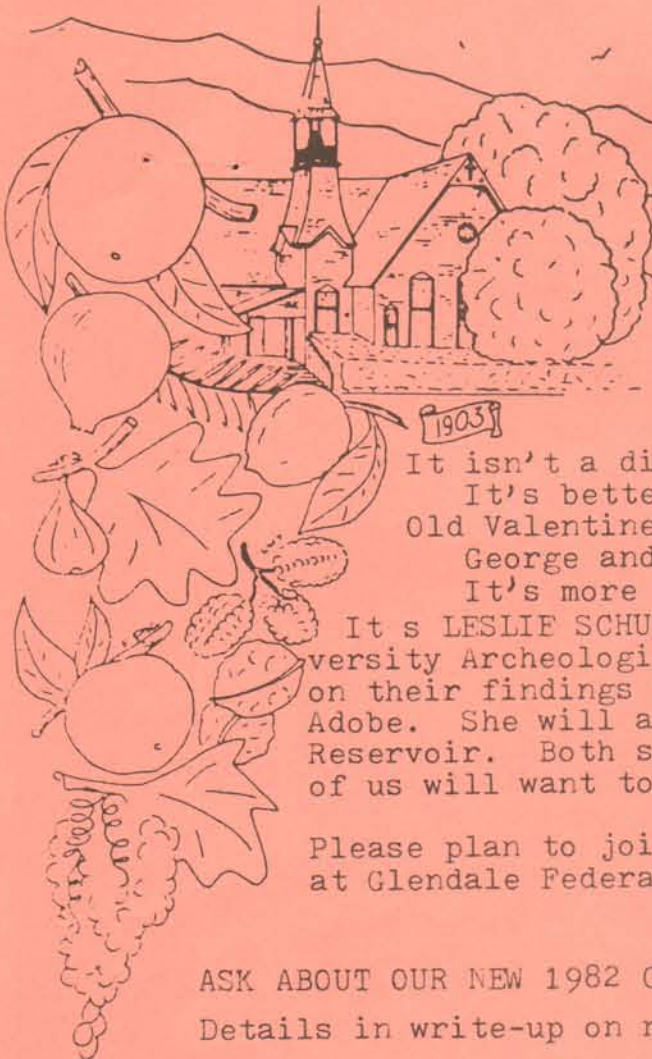 1903
It isn't a di
It's bette
Old Valentine
George and
It's more
It s LESLIE SCHU
versity Archeologi
on their findings
Adobe. She will a
Reservoir. Both s
of us will want to
Please plan to joi
at Glendale Federa
ASK ABOUT OUR NEW 1982
Details in write-up on